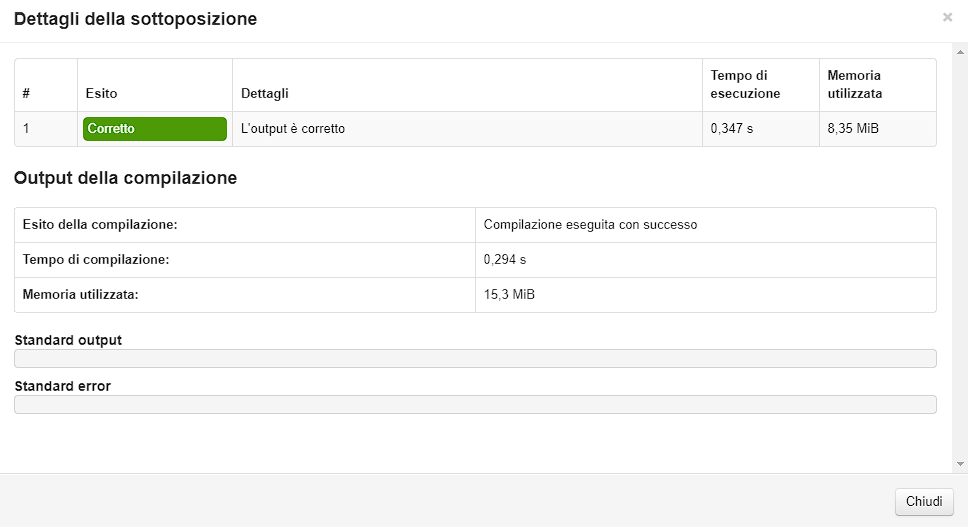 Dettagli della sottoposizione
×
# Esito Dettagli Tempo di esecuzione Memoria utilizzata
1 Corretto L'output è corretto 0,347 s 8,35 MiB
Output della compilazione
Esito della compilazione: Compilazione eseguita con successo
Tempo di compilazione: 0,294 s
Memoria utilizzata: 15,3 MiB
Standard output
Standard error
Chiudi